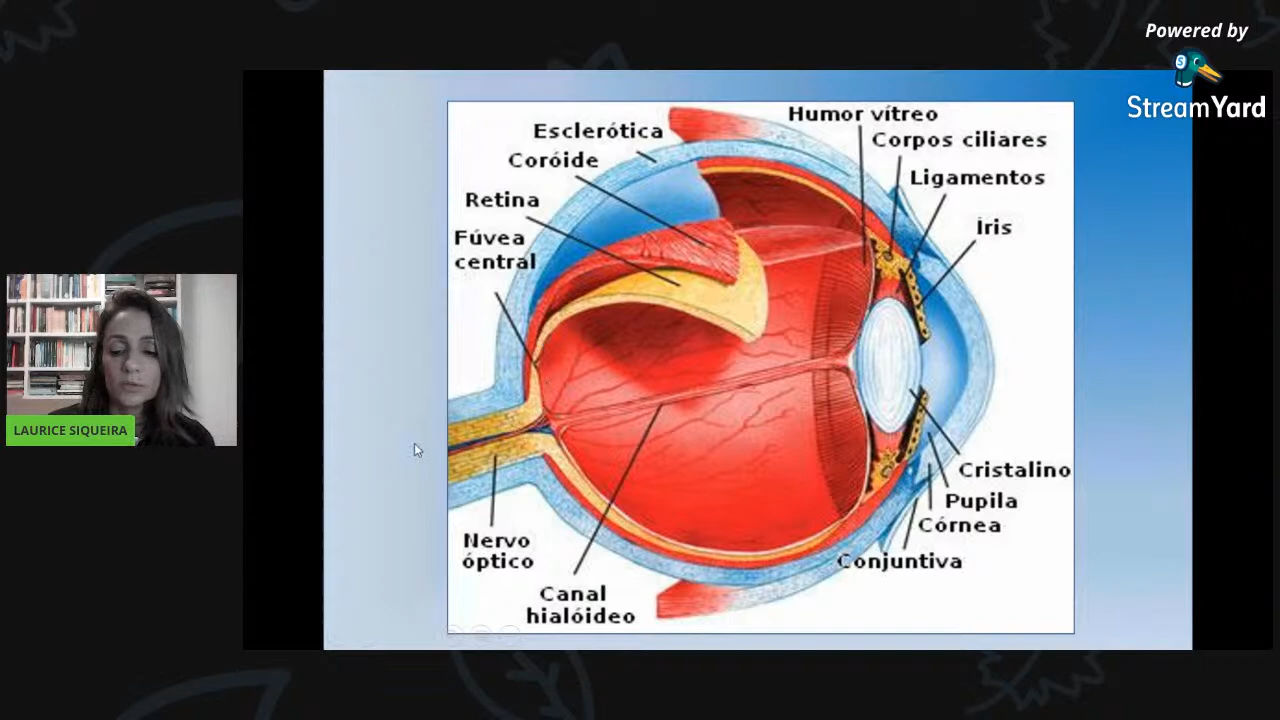 Powered by
StreamYard
Humor vítreo
Esclerótica
Corpos ciliares
Coróide
Ligamentos
Retina
Íris
Fúvea
central
LAURICE SIQUEIRA
Cristalino
Pupila
Córnea
Nervo
óptico
Conjuntiva
Canal
hialóideo